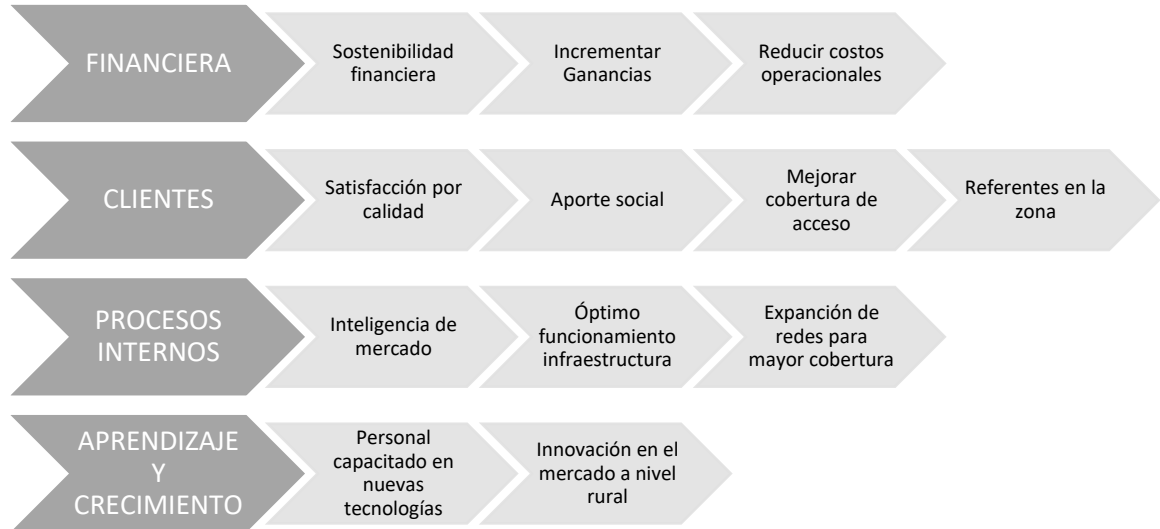 FINANCIERA
Sostenibilidad
financiera
Incrementar
Ganancias
Reducir costos
operacionales
CLIENTES
Satisfacción por
calidad
Aporte social
Mejorar
cobertura de
acceso
Referentes en la
zona
PROCESOS
INTERNOS
Inteligencia de
mercado
Óptimo
funcionamiento
infraestructura
Expansión de
redes para
mayor cobertura
APRENDIZAJE
Y
CRECIMIENTO
Personal
capacitado en
nuevas
tecnologías
Innovación en el
mercado a nivel
rural